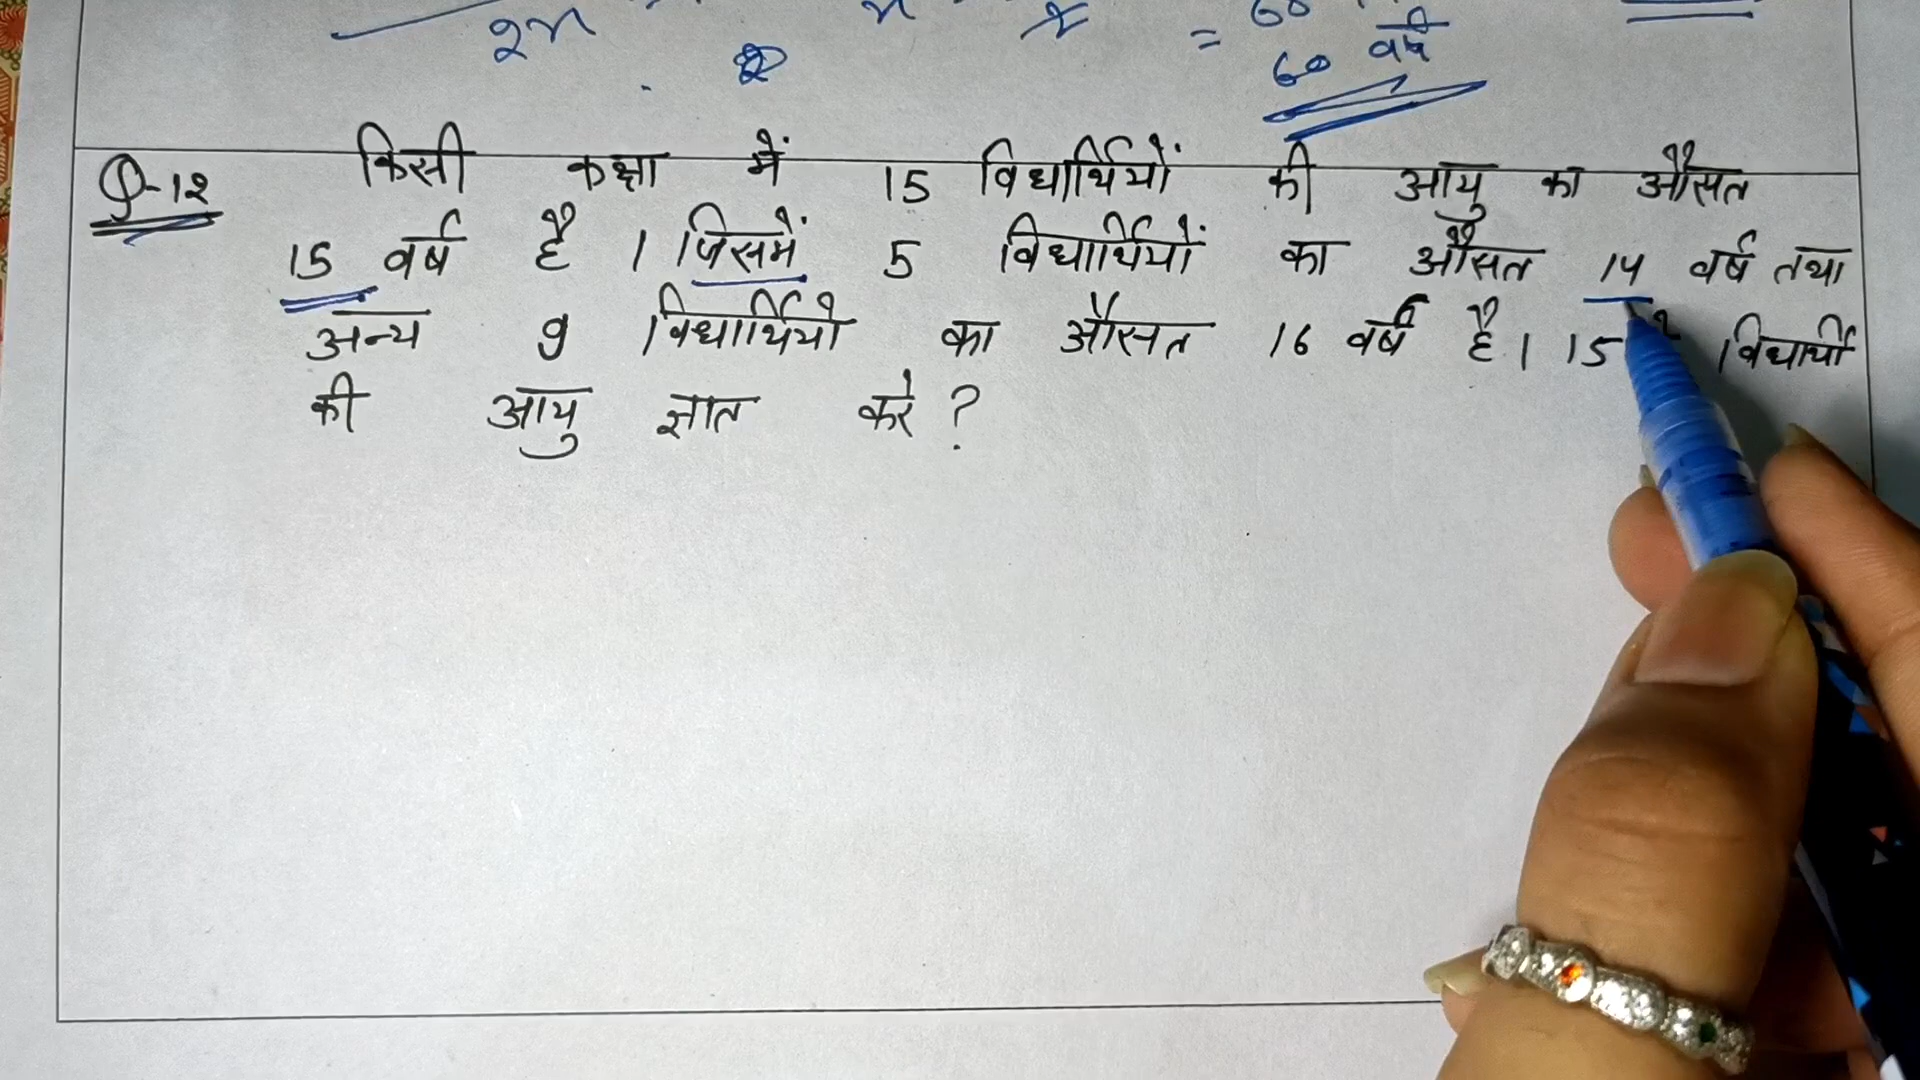 = 60
60 वर्ष
Q-12 किसी कक्षा में 15 विधार्थियों की आयु का औसत
15 वर्ष है । जिसमें 5 विधार्थियों का औसत 14 वर्ष तथा
अन्य 9 विधार्थियो का औसत 16 वर्ष है । 15 विधार्थी
की आयु ज्ञात करे ?